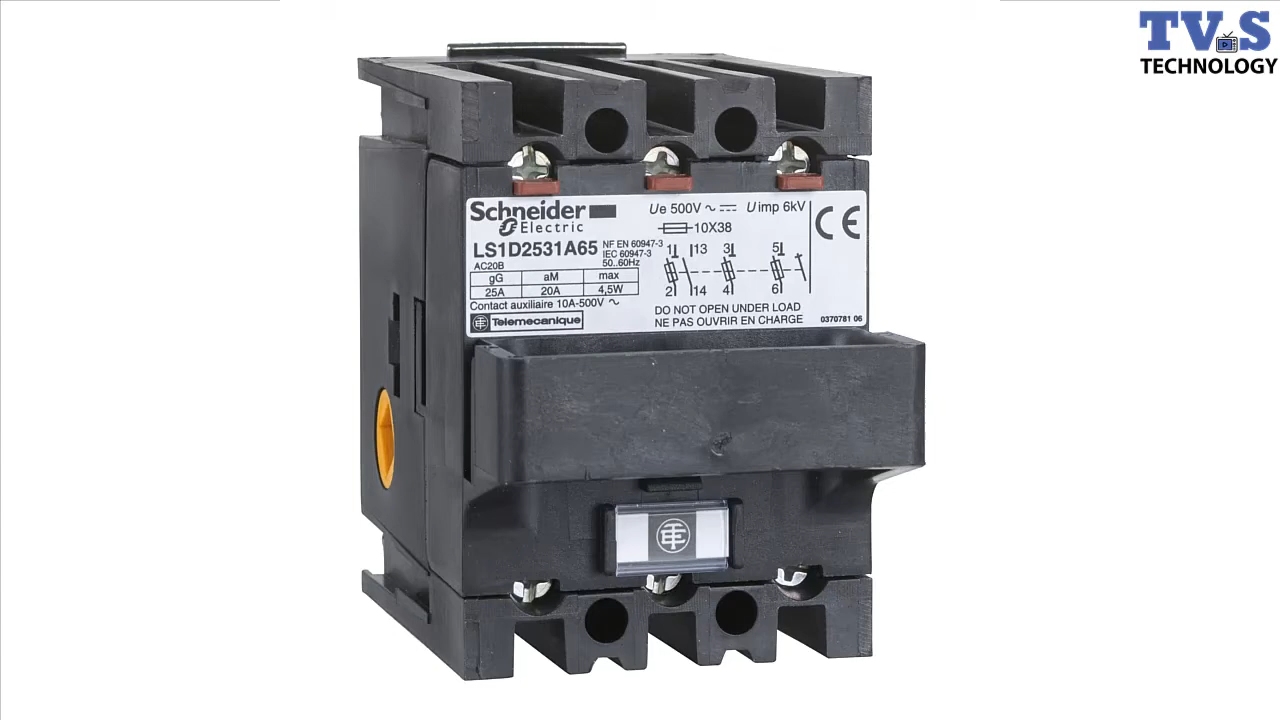 TVS
TECHNOLOGY
Schneider
Electric
Ue 500V ~ ⎓ Uimp 6kV
10X38
CE
LS1D2531A65
NF EN 60947-3
IEC 60947-3
50..60Hz
AC20B
gG aM max
25A 20A 4,5W
Contact auxiliaire 10A-500V ~
Telemecanique
1 13 3 5
2 14 4 6
DO NOT OPEN UNDER LOAD
NE PAS OUVRIR EN CHARGE
0370781 06
TE